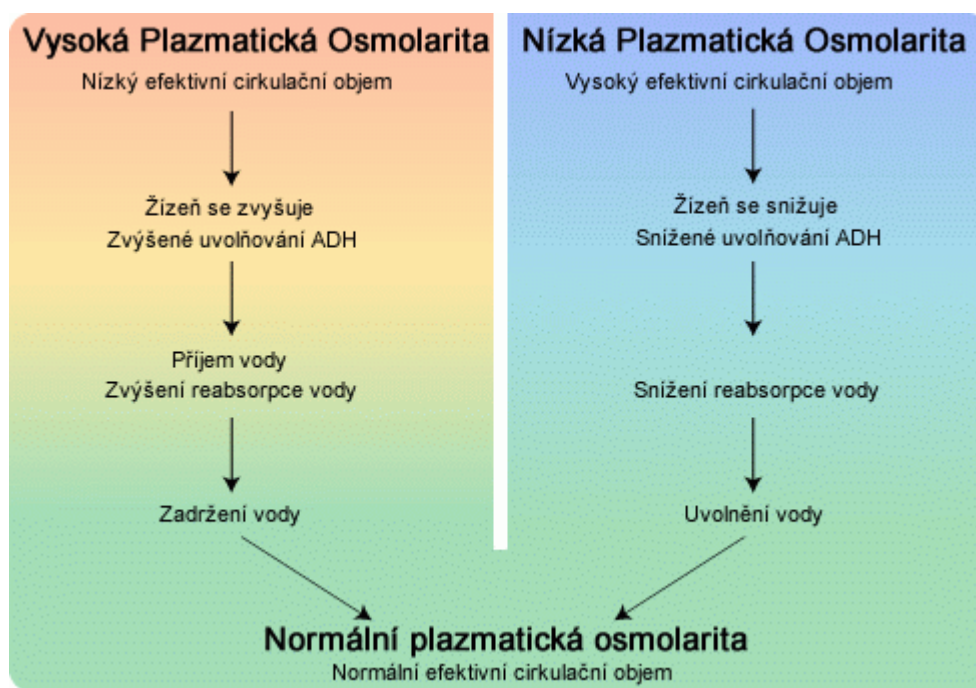 Vysoká Plazmatická Osmolarita
Nízký efektivní cirkulační objem
Žízeň se zvyšuje
Zvýšené uvolňování ADH
Příjem vody
Zvýšení reabsorpce vody
Zadržení vody
Nízká Plazmatická Osmolarita
Vysoký efektivní cirkulační objem
Žízeň se snižuje
Snížené uvolňování ADH
Snížení reabsorpce vody
Uvolnění vody
Normální plazmatická osmolarita
Normální efektivní cirkulační objem